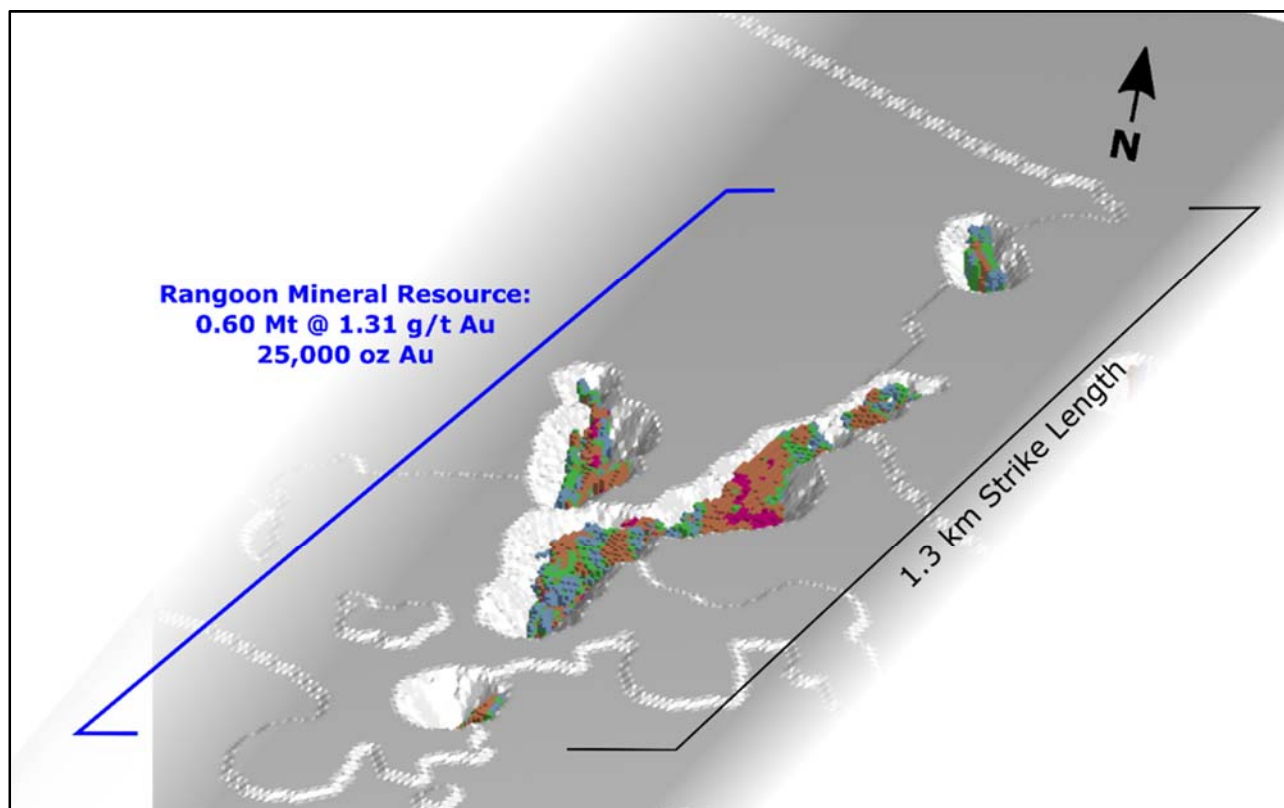 N
Rangoon Mineral Resource:
0.60 Mt @ 1.31 g/t Au
25,000 oz Au
1.3 km Strike Length